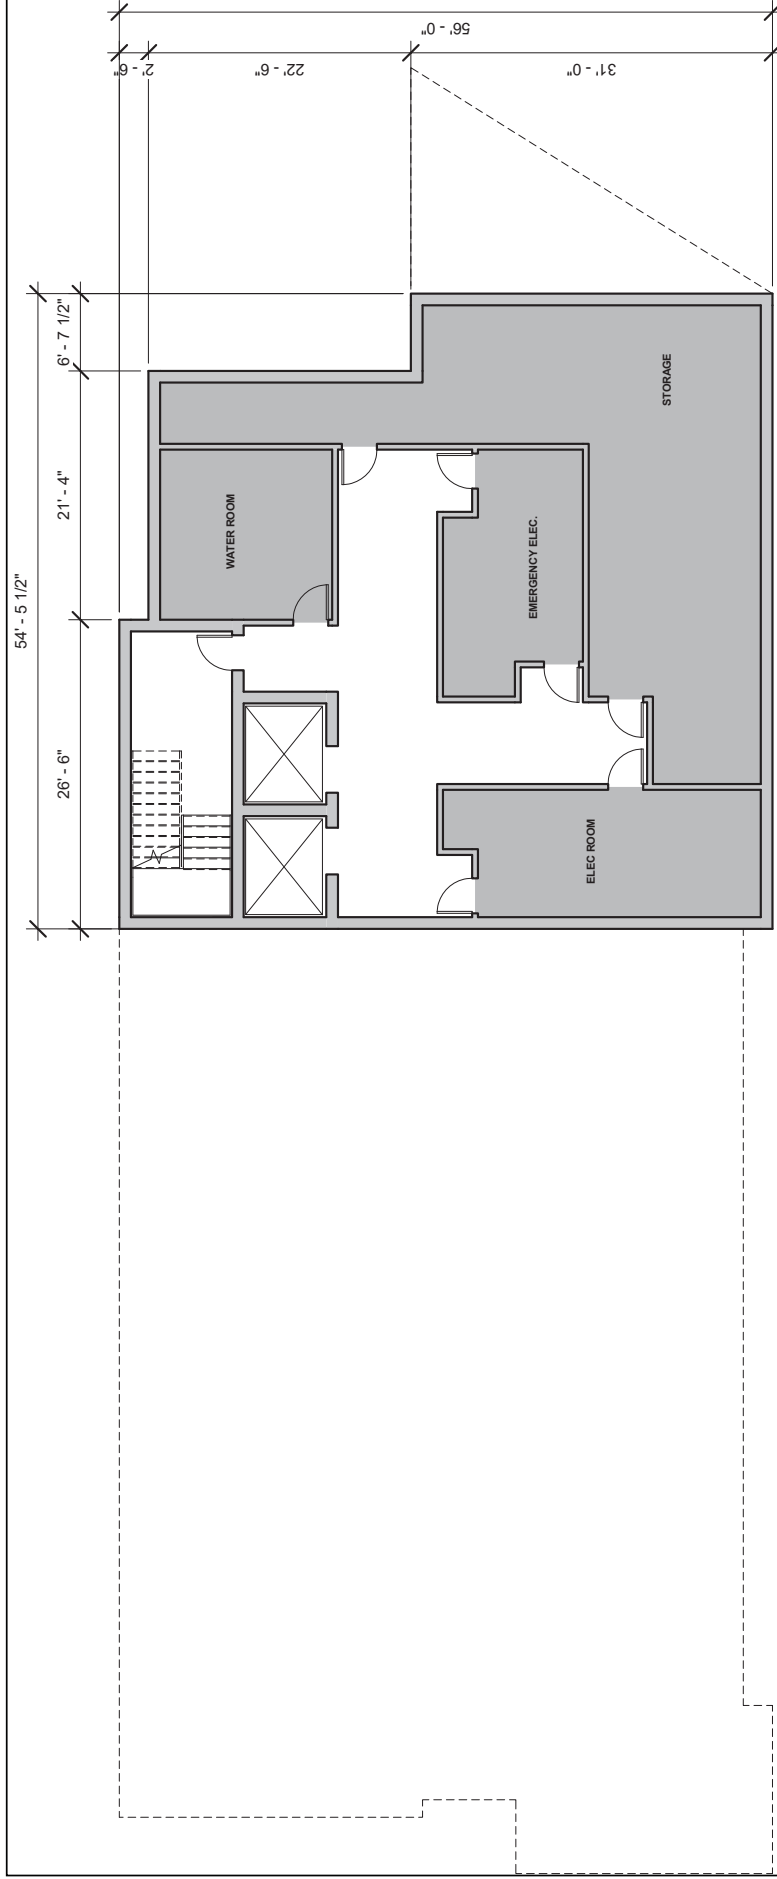 56' - 0"
2' - 6"
22' - 6"
31' - 0"
54' - 5 1/2"
26' - 6"
21' - 4"
6' - 7 1/2"
WATER ROOM
STORAGE
EMERGENCY ELEC.
ELEC ROOM